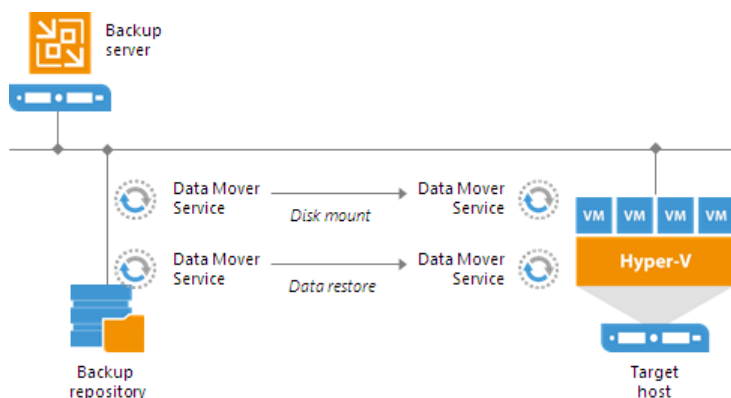 Backup
server
Data Mover
Service
Disk mount
Data Mover
Service
VM VM VM VM
Data Mover
Service
Data restore
Data Mover
Service
Hyper-V
Backup
repository
Target
host